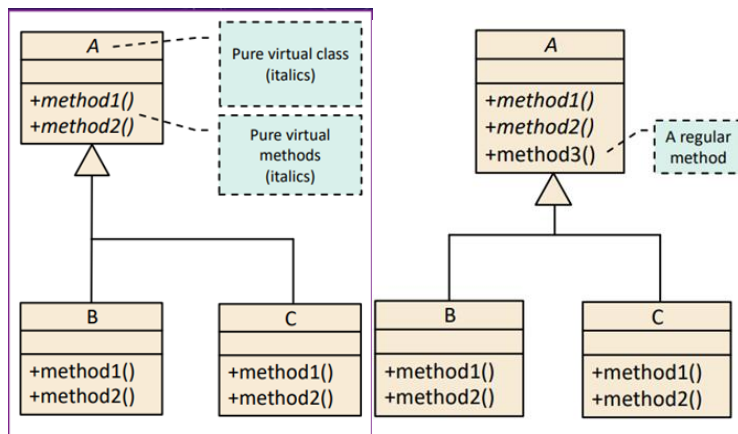 A
Pure virtual class
(italics)
+method1()
+method2()
Pure virtual
methods
(italics)
B
+method1()
+method2()
C
+method1()
+method2()
A
+method1()
+method2()
+method3()
A regular
method
B
+method1()
+method2()
C
+method1()
+method2()